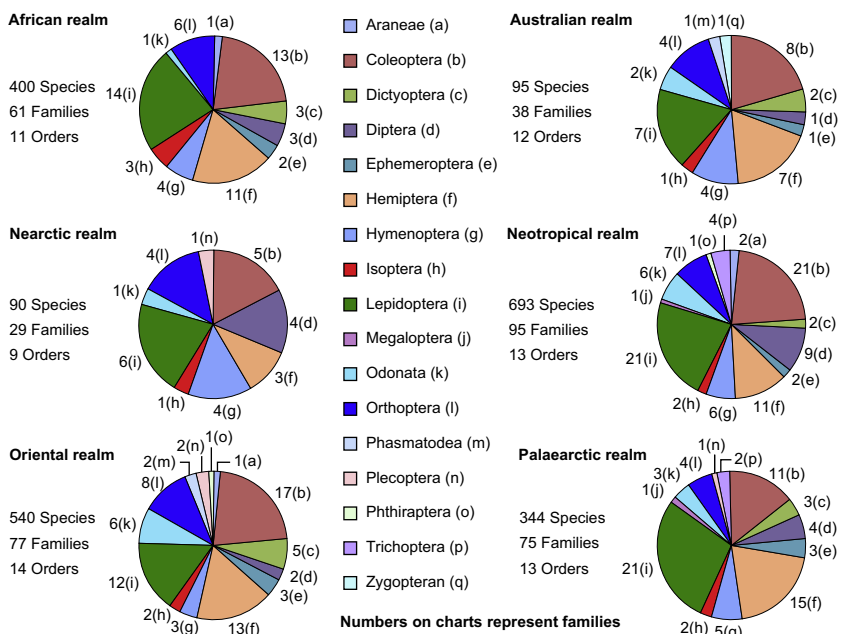 African realm
400 Species
61 Families
11 Orders
1(a)
13(b)
3(c)
3(d)
2(e)
11(f)
4(g)
3(h)
14(i)
1(k)
6(l)
Nearctic realm
90 Species
29 Families
9 Orders
1(n)
5(b)
4(d)
3(f)
4(g)
1(h)
6(i)
1(k)
4(l)
Oriental realm
540 Species
77 Families
14 Orders
1(o)
1(a)
17(b)
5(c)
2(d)
3(e)
13(f)
3(g)
2(h)
12(i)
6(k)
8(l)
2(m)
2(n)
Araneae (a)
Coleoptera (b)
Dictyoptera (c)
Diptera (d)
Ephemeroptera (e)
Hemiptera (f)
Hymenoptera (g)
Isoptera (h)
Lepidoptera (i)
Megaloptera (j)
Odonata (k)
Orthoptera (l)
Phasmatodea (m)
Plecoptera (n)
Phthiraptera (o)
Trichoptera (p)
Zygopteran (q)
Numbers on charts represent families
Australian realm
95 Species
38 Families
12 Orders
1(m)
1(q)
8(b)
2(c)
1(d)
1(e)
7(f)
4(g)
1(h)
7(i)
2(k)
4(l)
Neotropical realm
693 Species
95 Families
13 Orders
4(p)
2(a)
21(b)
2(c)
9(d)
2(e)
11(f)
6(g)
2(h)
21(i)
1(j)
6(k)
7(l)
1(o)
Palaearctic realm
344 Species
75 Families
13 Orders
1(n)
2(p)
11(b)
3(c)
4(d)
3(e)
15(f)
5(g)
2(h)
21(i)
1(j)
3(k)
4(l)